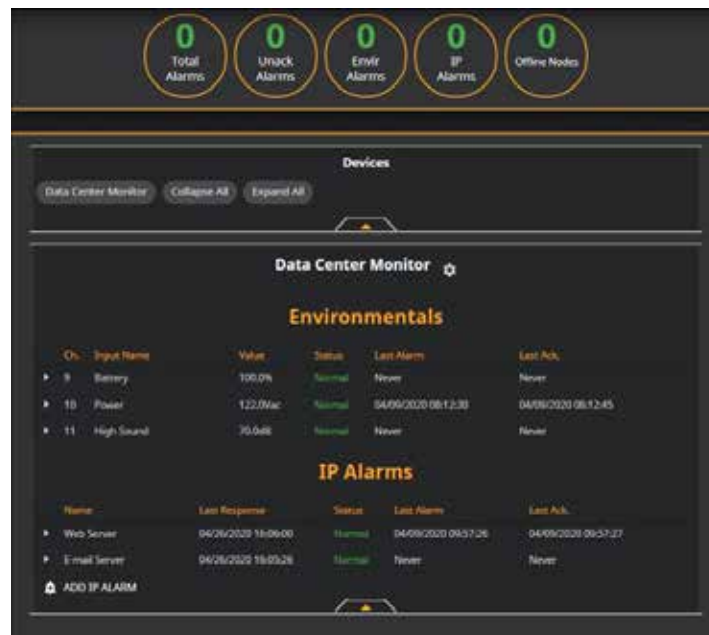 0 0 0 0 0
Total Alarms Unack Alarms Envir Alarms IP Alarms Offline Nodes
Devices
Data Center Monitor Collapse All Expand All
Data Center Monitor
Environmentals
Ch. Input Name Value Status Last Alarm Last Ack.
9 Battery 100.0% Normal Never Never
10 Power 122.0Vac Normal 04/09/2020 08:12:30 04/09/2020 08:12:45
11 High Sound 70.0dB Normal Never Never
IP Alarms
Name Last Response Status Last Alarm Last Ack.
Web Server 04/26/2020 16:06:00 Normal 04/09/2020 09:57:26 04/09/2020 09:57:27
E-mail Server 04/26/2020 16:05:26 Normal Never Never
ADD IP ALARM